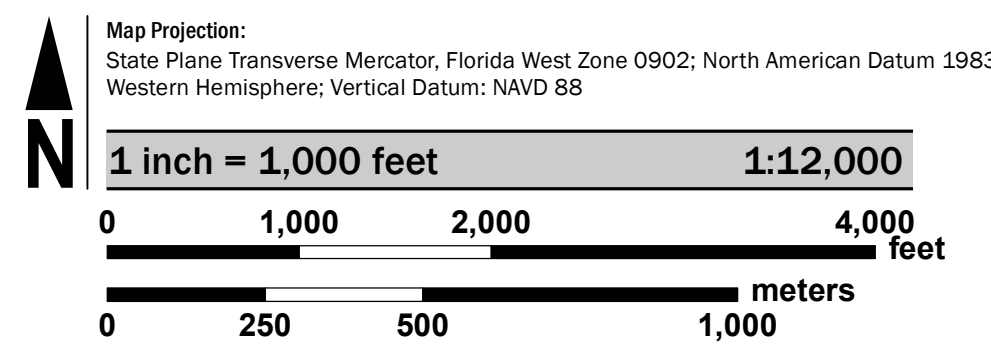 Map Projection:
State Plane Transverse Mercator, Florida West Zone 0902; North American Datum 1983
Western Hemisphere; Vertical Datum: NAVD 88
N
1 inch = 1,000 feet 1:12,000
0 1,000 2,000 4,000
feet
meters
0 250 500 1,000